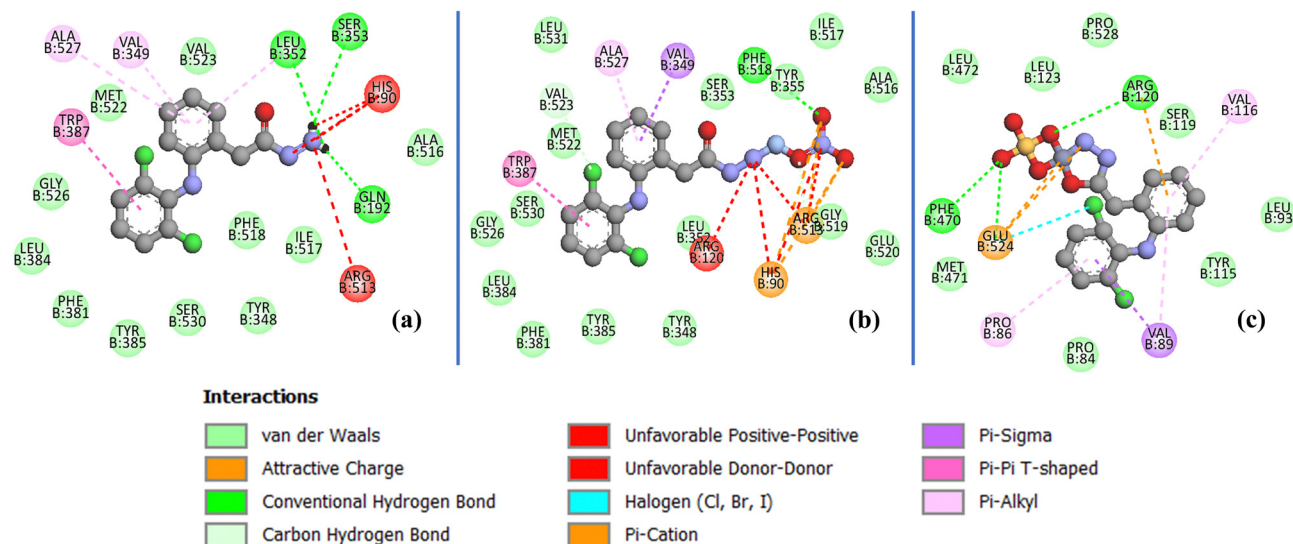 ALA
B:527
VAL
B:349
VAL
B:523
LEU
B:352
SER
B:353
HIS
B:90
MET
B:522
TRP
B:387
ALA
B:516
GLY
B:526
GLN
B:192
PHE
B:518
ILE
B:517
LEU
B:384
ARG
B:513
PHE
B:381
TYR
B:385
SER
B:530
TYR
B:348
(a)
LEU
B:531
ALA
B:527
VAL
B:349
PHE
B:518
ILE
B:517
TYR
B:355
SER
B:353
ALA
B:516
VAL
B:523
MET
B:522
TRP
B:387
SER
B:530
GLY
B:526
LEU
B:352
ARG
B:120
ARG
B:513
GLY
B:519
GLU
B:520
HIS
B:90
LEU
B:384
PHE
B:381
TYR
B:385
TYR
B:348
(b)
PRO
B:528
LEU
B:472
LEU
B:123
ARG
B:120
VAL
B:116
SER
B:119
PHE
B:470
GLU
B:524
LEU
B:93
MET
B:471
TYR
B:115
PRO
B:86
PRO
B:84
VAL
B:89
(c)
Interactions
van der Waals
Attractive Charge
Conventional Hydrogen Bond
Carbon Hydrogen Bond
Unfavorable Positive-Positive
Unfavorable Donor-Donor
Halogen (Cl, Br, I)
Pi-Cation
Pi-Sigma
Pi-Pi T-shaped
Pi-Alkyl